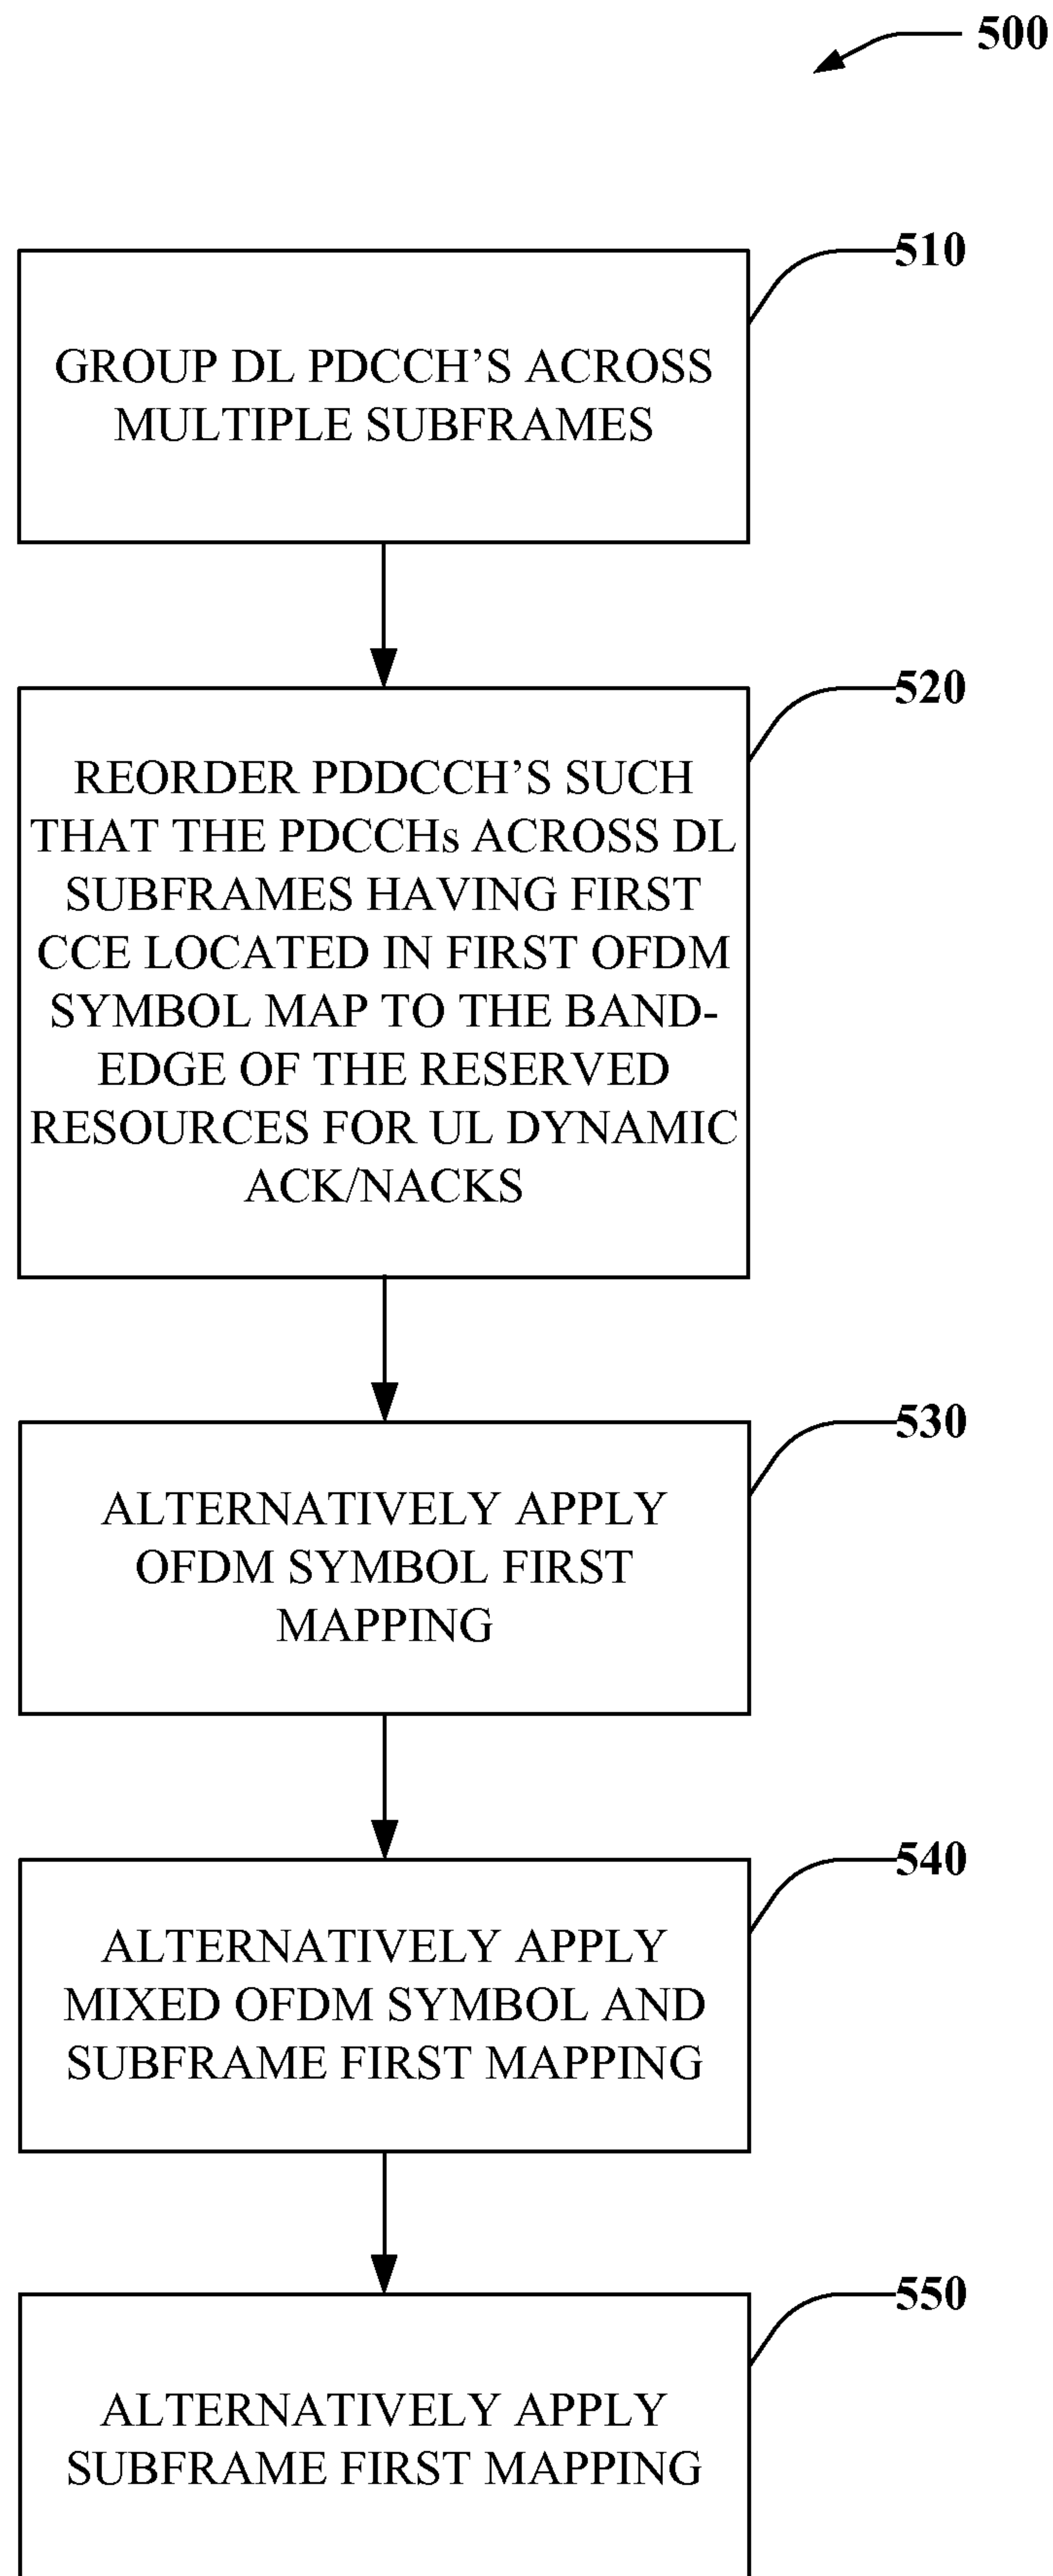 500
510
GROUP DL PDCCH'S ACROSS
MULTIPLE SUBFRAMES
520
REORDER PDDCCH'S SUCH
THAT THE PDCCHs ACROSS DL
SUBFRAMES HAVING FIRST
CCE LOCATED IN FIRST OFDM
SYMBOL MAP TO THE BAND-
EDGE OF THE RESERVED
RESOURCES FOR UL DYNAMIC
ACK/NACKS
530
ALTERNATIVELY APPLY
OFDM SYMBOL FIRST
MAPPING
540
ALTERNATIVELY APPLY
MIXED OFDM SYMBOL AND
SUBFRAME FIRST MAPPING
550
ALTERNATIVELY APPLY
SUBFRAME FIRST MAPPING